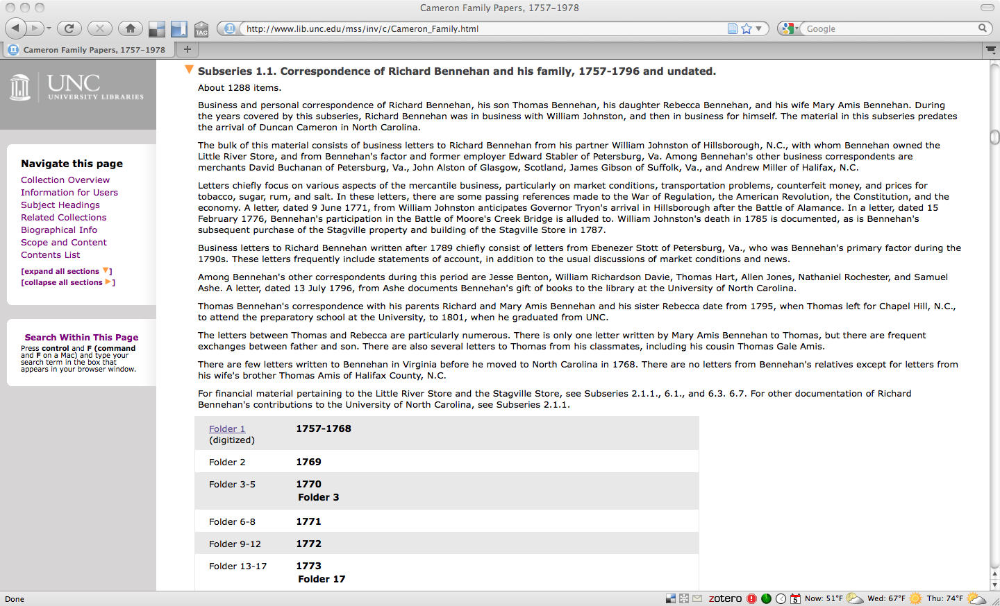 Cameron Family Papers, 1757-1978
TAG
http://www.lib.unc.edu/mss/inv/c/Cameron_Family.html
Google
Cameron Family Papers, 1757-1978
UNC
UNIVERSITY LIBRARIES
Navigate this page
Collection Overview
Information for Users
Subject Headings
Related Collections
Biographical Info
Scope and Content
Contents List
[expand all sections ▼]
[collapse all sections ►]
Search Within This Page
Press control and F (command
and F on a Mac) and type your
search term in the box that
appears in your browser window.
Subseries 1.1. Correspondence of Richard Bennehan and his family, 1757-1796 and undated.
About 1288 items.
Business and personal correspondence of Richard Bennehan, his son Thomas Bennehan, his daughter Rebecca Bennehan, and his wife Mary Amis Bennehan. During
the years covered by this subseries, Richard Bennehan was in business with William Johnston, and then in business for himself. The material in this subseries predates
the arrival of Duncan Cameron in North Carolina.
The bulk of this material consists of business letters to Richard Bennehan from his partner William Johnston of Hillsborough, N.C., with whom Bennehan owned the
Little River Store, and from Bennehan's factor and former employer Edward Stabler of Petersburg, Va. Among Bennehan's other business correspondents are
merchants David Buchanan of Petersburg, Va., John Alston of Glasgow, Scotland, James Gibson of Suffolk, Va., and Andrew Miller of Halifax, N.C.
Letters chiefly focus on various aspects of the mercantile business, particularly on market conditions, transportation problems, counterfeit money, and prices for
tobacco, sugar, rum, and salt. In these letters, there are some passing references made to the War of Regulation, the American Revolution, the Constitution, and the
economy. A letter, dated 9 June 1771, from William Johnston anticipates Governor Tryon's arrival in Hillsborough after the Battle of Alamance. In a letter, dated 15
February 1776, Bennehan's participation in the Battle of Moore's Creek Bridge is alluded to. William Johnston's death in 1785 is documented, as is Bennehan's
subsequent purchase of the Stagville property and building of the Stagville Store in 1787.
Business letters to Richard Bennehan written after 1789 chiefly consist of letters from Ebenezer Stott of Petersburg, Va., who was Bennehan's primary factor during the
1790s. These letters frequently include statements of account, in addition to the usual discussions of market conditions and news.
Among Bennehan's other correspondents during this period are Jesse Benton, William Richardson Davie, Thomas Hart, Allen Jones, Nathaniel Rochester, and Samuel
Ashe. A letter, dated 13 July 1796, from Ashe documents Bennehan's gift of books to the library at the University of North Carolina.
Thomas Bennehan's correspondence with his parents Richard and Mary Amis Bennehan and his sister Rebecca date from 1795, when Thomas left for Chapel Hill, N.C.,
to attend the preparatory school at the University, to 1801, when he graduated from UNC.
The letters between Thomas and Rebecca are particularly numerous. There is only one letter written by Mary Amis Bennehan to Thomas, but there are frequent
exchanges between father and son. There are also several letters to Thomas from his classmates, including his cousin Thomas Gale Amis.
There are few letters written to Bennehan in Virginia before he moved to North Carolina in 1768. There are no letters from Bennehan's relatives except for letters from
his wife's brother Thomas Amis of Halifax County, N.C.
For financial material pertaining to the Little River Store and the Stagville Store, see Subseries 2.1.1., 6.1., and 6.3. 6.7. For other documentation of Richard
Bennehan's contributions to the University of North Carolina, see Subseries 2.1.1.
Folder 1 1757-1768
(digitized)
Folder 2 1769
Folder 3-5 1770
Folder 3
Folder 6-8 1771
Folder 9-12 1772
Folder 13-17 1773
Folder 17
Done
zotero 5 Now: 51°F Wed: 67°F Thu: 74°F